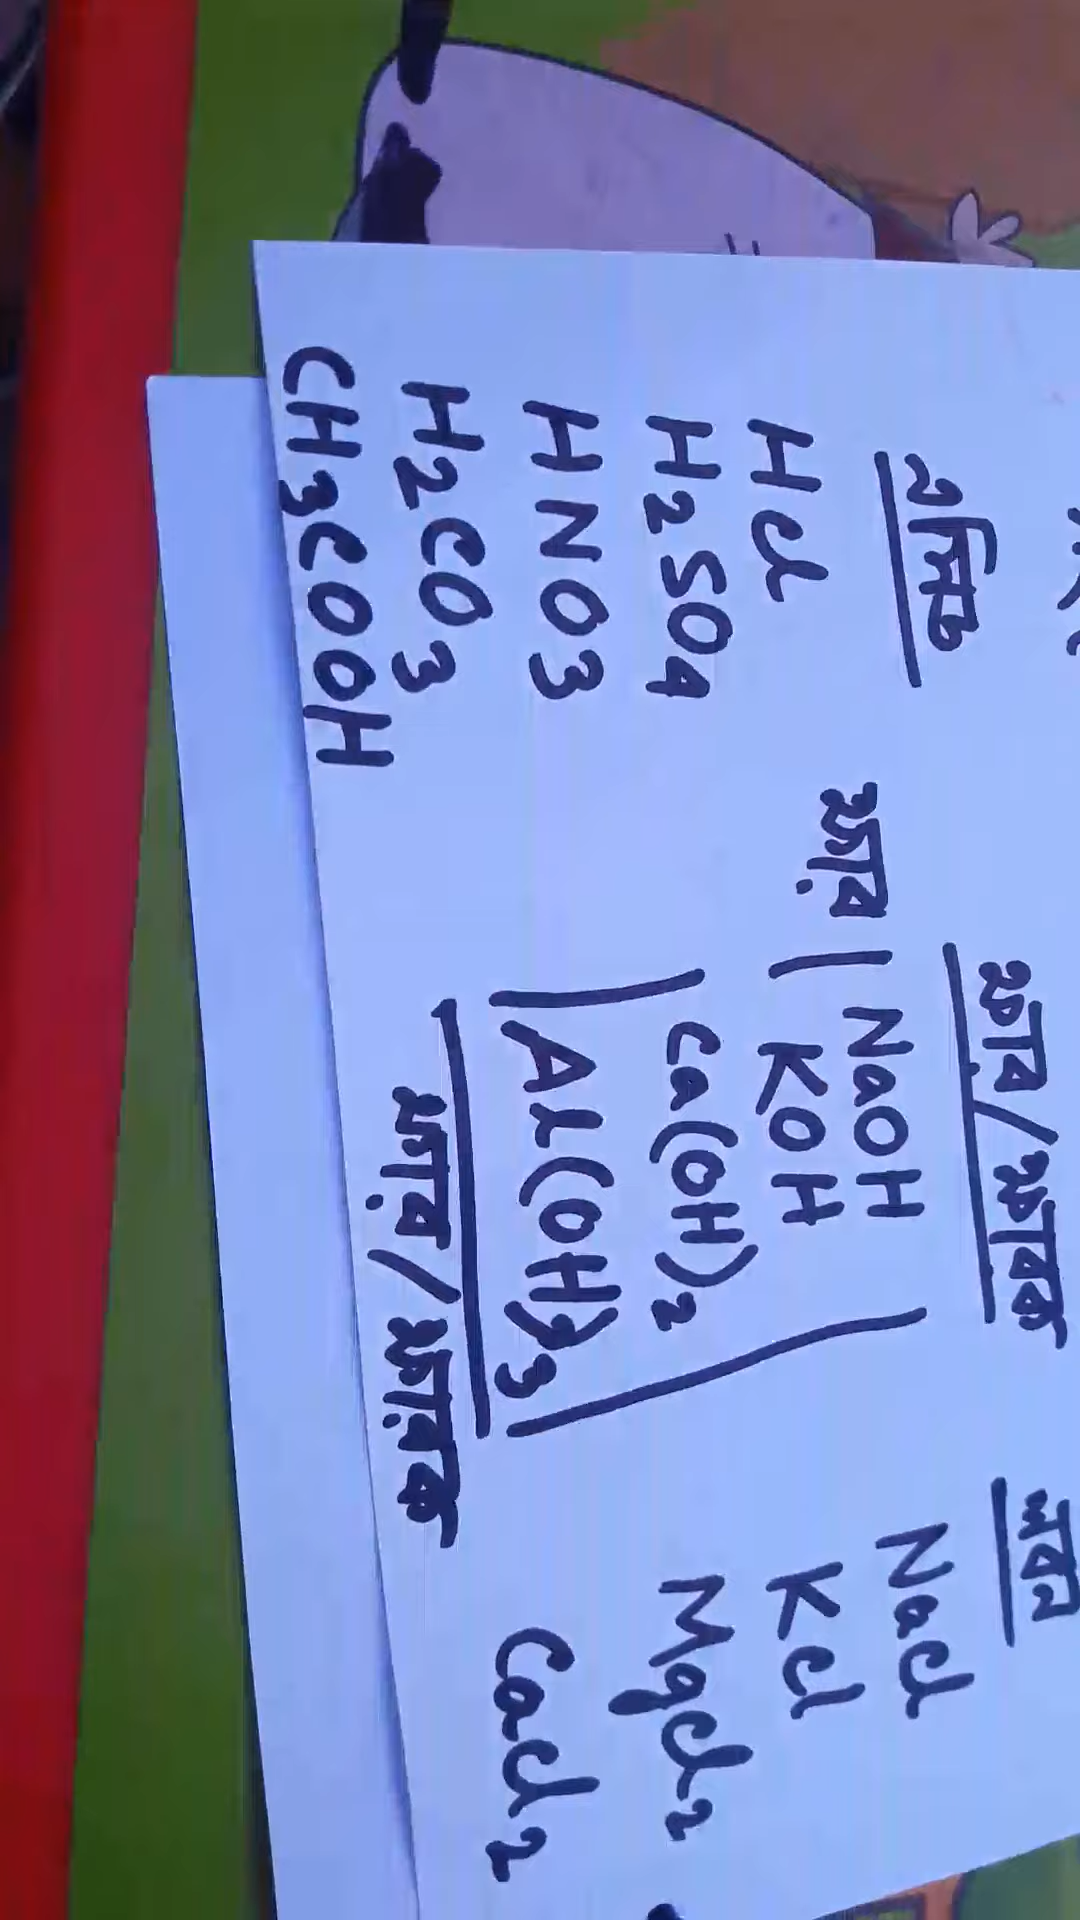 এসিড
HCl
H2SO4
HNO3
H2CO3
CH3COOH
ক্ষার/ক্ষারক
ক্ষার | NaOH
KOH
Ca(OH)2
Al(OH)3
ক্ষার/ক্ষারক
লবন
NaCl
KCl
MgCl2
CaCl2